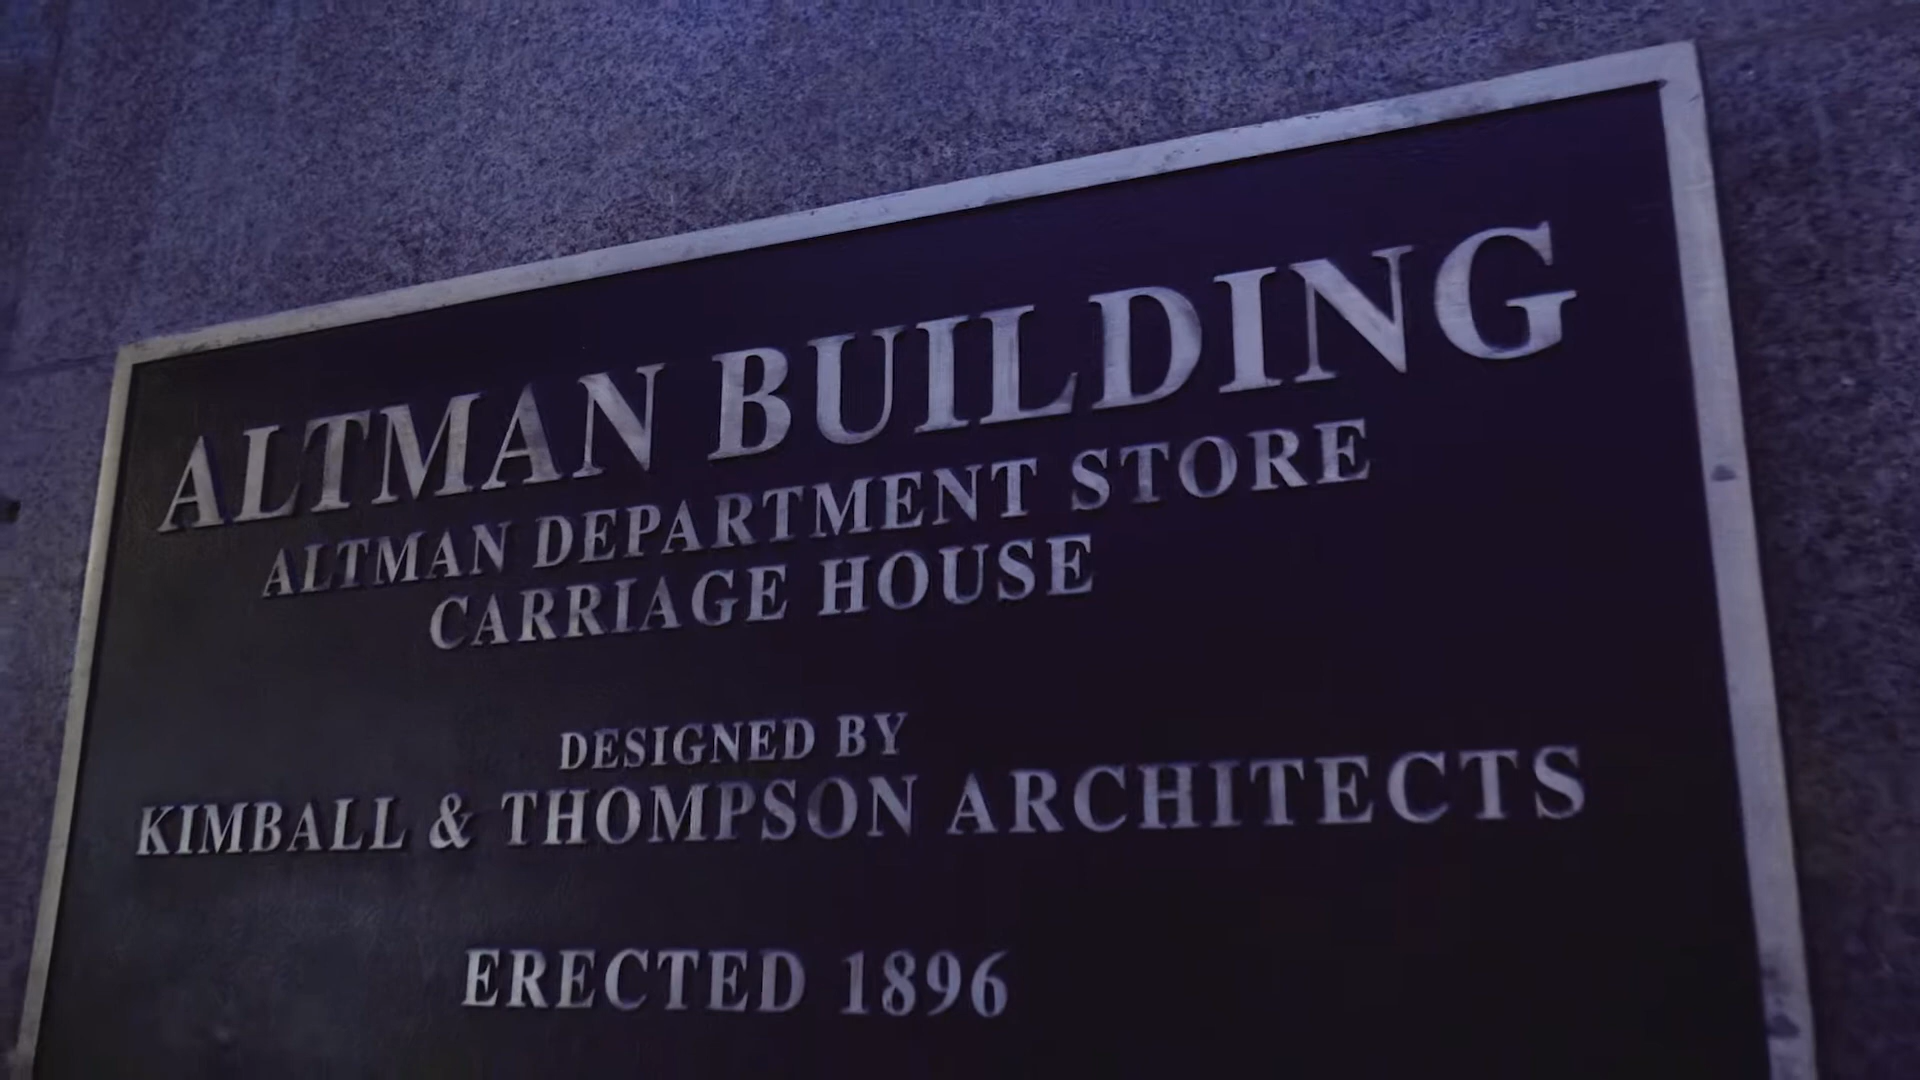 ALTMAN BUILDING
ALTMAN DEPARTMENT STORE
CARRIAGE HOUSE
DESIGNED BY
KIMBALL & THOMPSON ARCHITECTS
ERECTED 1896